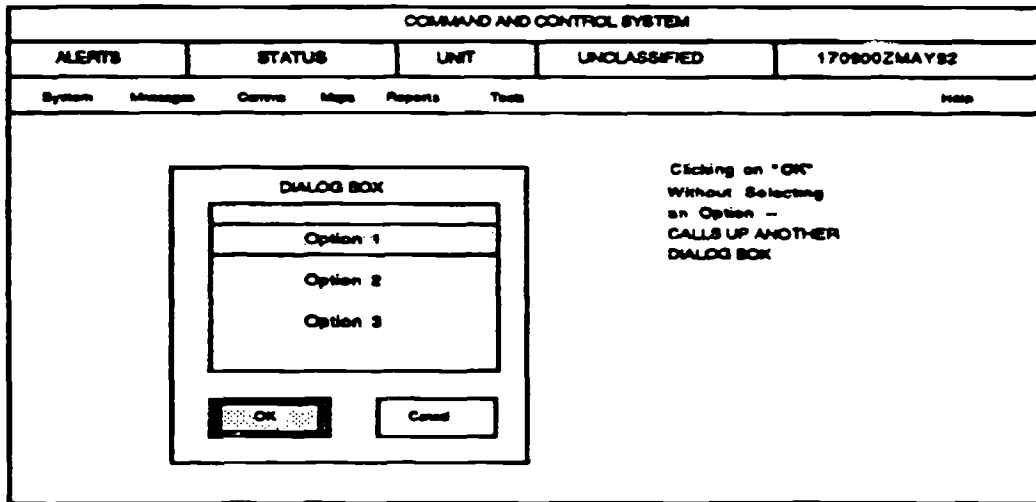 COMMAND AND CONTROL SYSTEM
ALERTS STATUS UNIT UNCLASSIFIED 170900ZMAY92
System Messages Comms Maps Reports Tools Help
DIALOG BOX
Option 1
Option 2
Option 3
OK Cancel
Clicking on "OK"
Without Selecting
an Option –
CALLS UP ANOTHER
DIALOG BOX